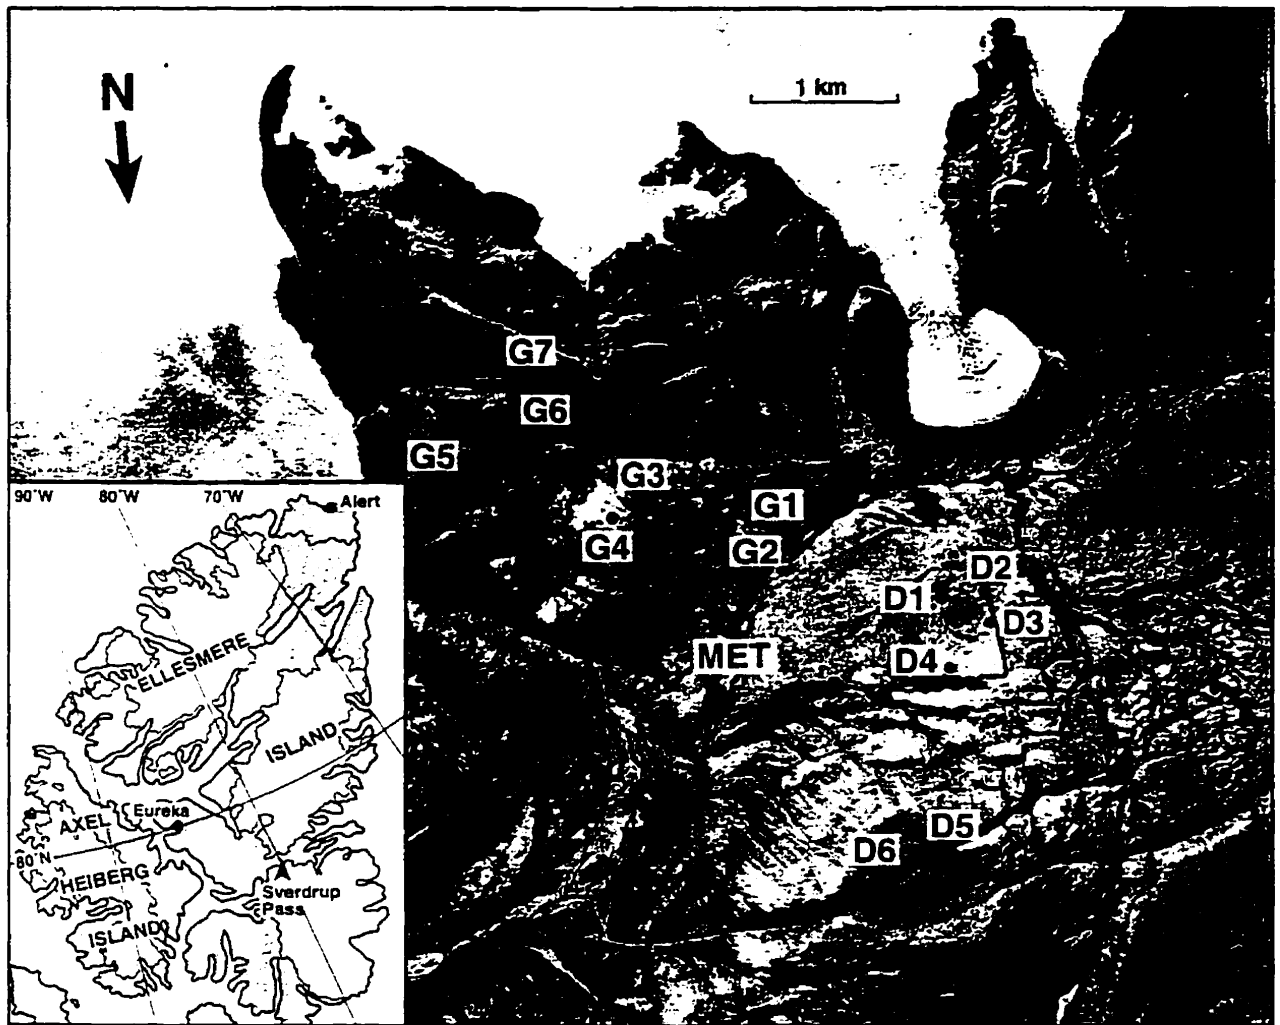 N
1 km
G7
G6
G5
G3
G1
G4
G2
D2
D1
D3
MET
D4
D5
D6
90°W
80°W
70°W
Alert
ELLESMERE
ISLAND
Eureka
AXEL
80°N
HEIBERG
Sverdrup
Pass
ISLAND